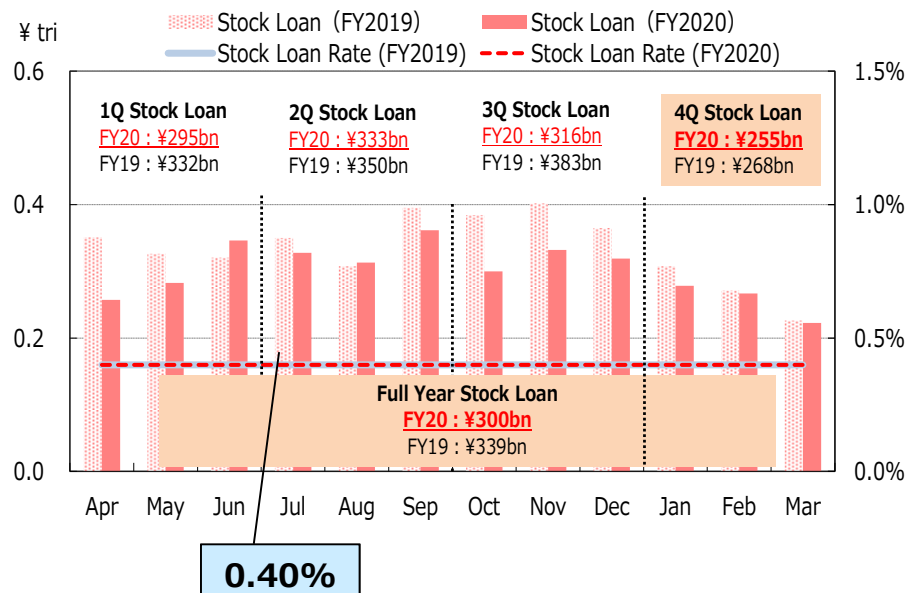 ¥ tri
Stock Loan （FY2019)
Stock Loan （FY2020)
Stock Loan Rate (FY2019)
Stock Loan Rate (FY2020)
0.6
0.4
0.2
0.0
1.5%
1.0%
0.5%
0.0%
1Q Stock Loan
FY20 : ¥295bn
FY19 : ¥332bn
2Q Stock Loan
FY20 : ¥333bn
FY19 : ¥350bn
3Q Stock Loan
FY20 : ¥316bn
FY19 : ¥383bn
4Q Stock Loan
FY20 : ¥255bn
FY19 : ¥268bn
Full Year Stock Loan
FY20 : ¥300bn
FY19 : ¥339bn
Apr May Jun Jul Aug Sep Oct Nov Dec Jan Feb Mar
0.40%